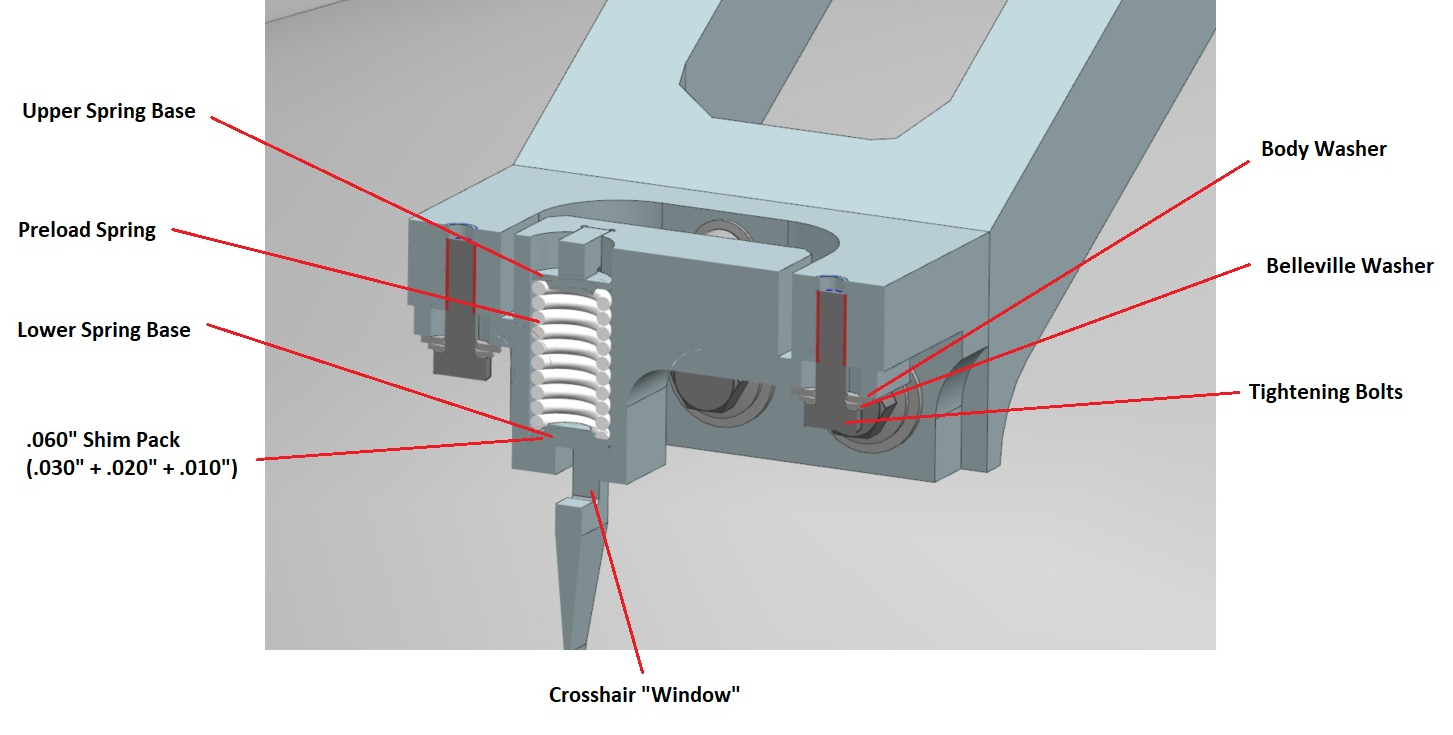 Upper Spring Base
Body Washer
Preload Spring
Belleville Washer
Lower Spring Base
Tightening Bolts
.060" Shim Pack
(.030" + .020" + .010")
Crosshair "Window"